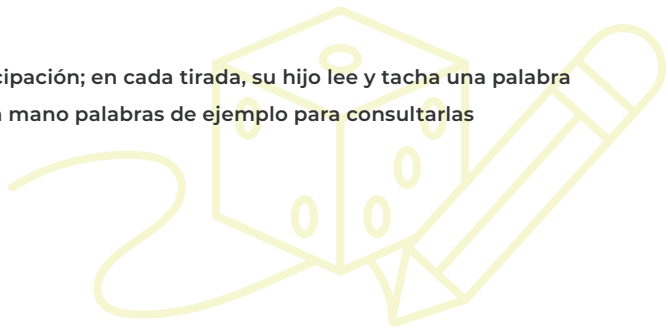 cipación; en cada tirada, su hijo lee y tacha una palabra
mano palabras de ejemplo para consultarlas